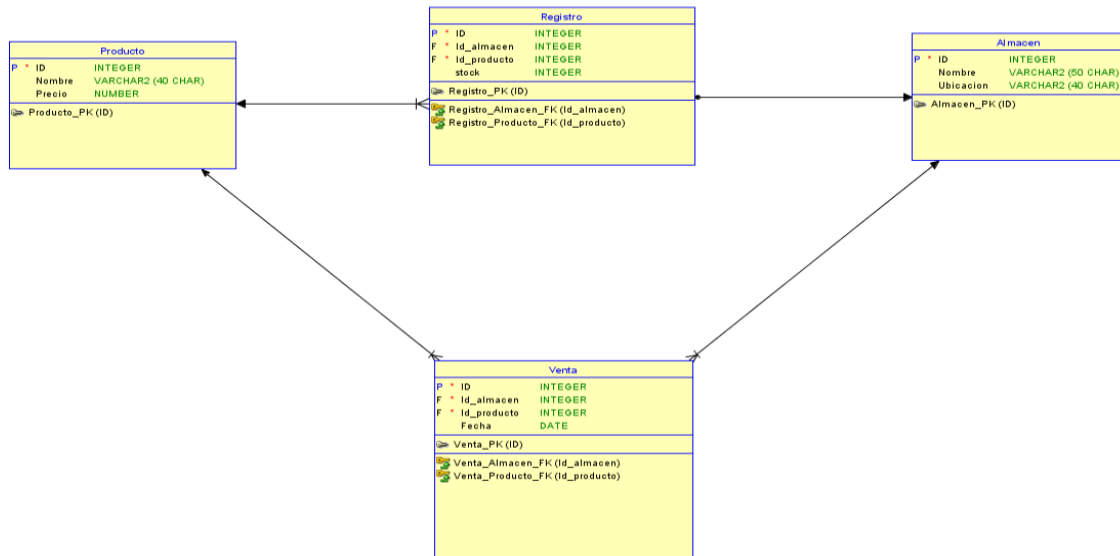 Producto
P * ID INTEGER
Nombre VARCHAR2 (40 CHAR)
Precio NUMBER
Producto_PK (ID)
Registro
P * ID INTEGER
F * Id_almacen INTEGER
F * Id_producto INTEGER
stock INTEGER
Registro_PK (ID)
Registro_Almacen_FK (Id_almacen)
Registro_Producto_FK (Id_producto)
Almacen
P * ID INTEGER
Nombre VARCHAR2 (50 CHAR)
Ubicacion VARCHAR2 (40 CHAR)
Almacen_PK (ID)
Venta
P * ID INTEGER
F * Id_almacen INTEGER
F * Id_producto INTEGER
Fecha DATE
Venta_PK (ID)
Venta_Almacen_FK (Id_almacen)
Venta_Producto_FK (Id_producto)